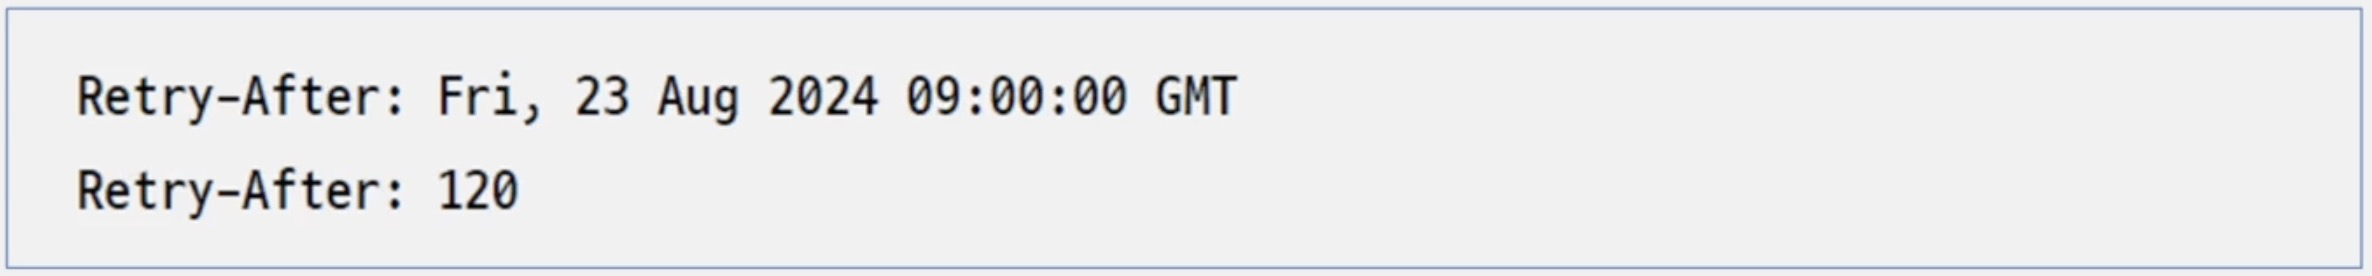 Retry-After: Fri, 23 Aug 2024 09:00:00 GMT
Retry-After: 120